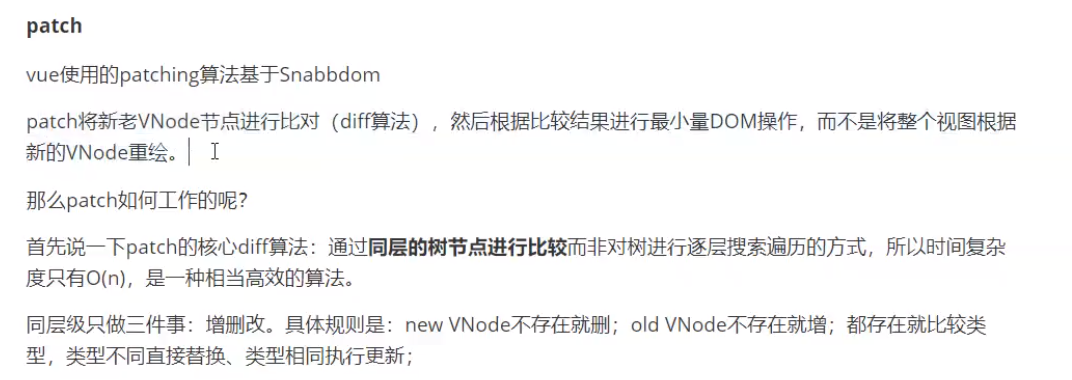 patch
vue使用的patching算法基于Snabbdom
patch将新老VNode节点进行比对（diff算法），然后根据比较结果进行最小量DOM操作，而不是将整个视图根据
新的VNode重绘。
那么patch如何工作的呢？
首先说一下patch的核心diff算法：通过同层的树节点进行比较而非对树进行逐层搜索遍历的方式，所以时间复杂
度只有O(n)，是一种相当高效的算法。
同层级只做三件事：增删改。具体规则是：new VNode不存在就删；old VNode不存在就增；都存在就比较类
型，类型不同直接替换、类型相同执行更新；